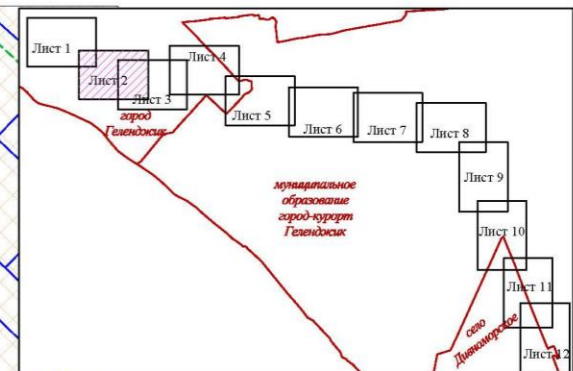 Лист 1
Лист 2
Лист 3
Лист 4
Лист 5
Лист 6
Лист 7
Лист 8
Лист 9
Лист 10
Лист 11
Лист 12
город
Геленджик
муниципальное
образование
город-курорт
Геленджик
село
Дивноморское